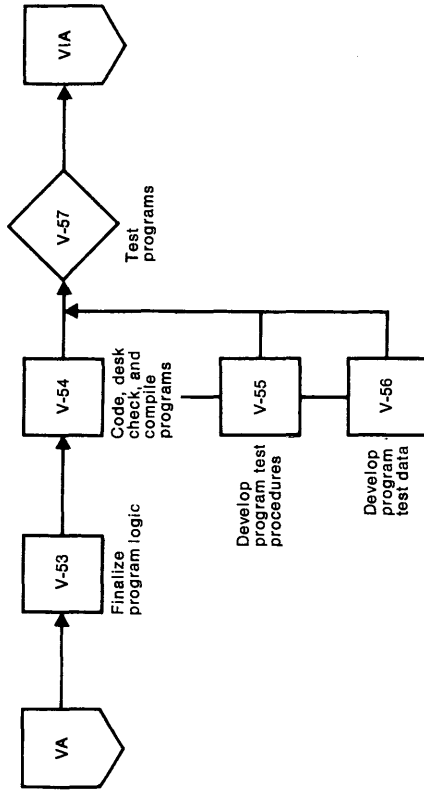 VA
V-53
Finalize
program logic
V-54
Code, desk
check, and
compile
programs
V-55
Develop
program test
procedures
V-56
Develop
program
test data
V-57
Test
programs
VIA